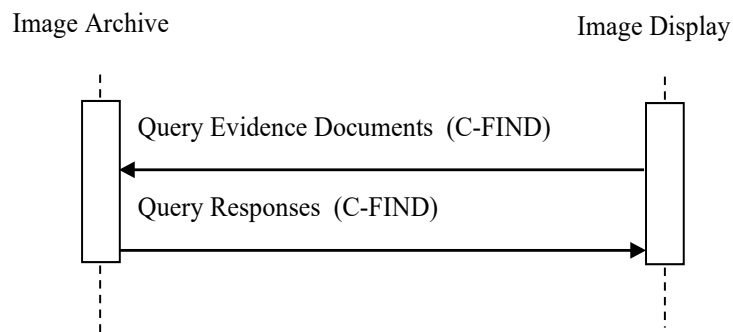 Image Archive
Image Display
Query Evidence Documents  (C-FIND)
Query Responses  (C-FIND)